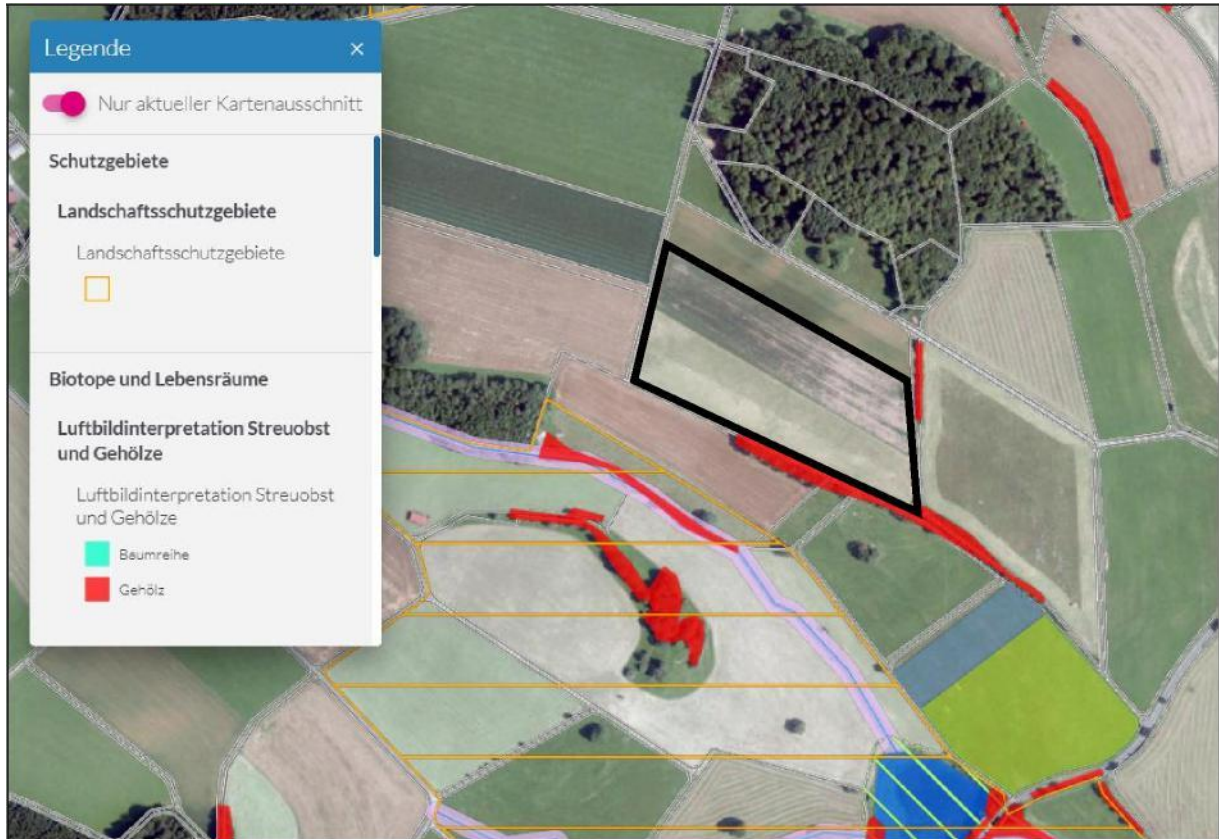 Legende ×
Nur aktueller Kartenausschnitt
Schutzgebiete
Landschaftsschutzgebiete
Landschaftsschutzgebiete
Biotope und Lebensräume
Luftbildinterpretation Streuobst
und Gehölze
Luftbildinterpretation Streuobst
und Gehölze
Baumreihe
Gehölz